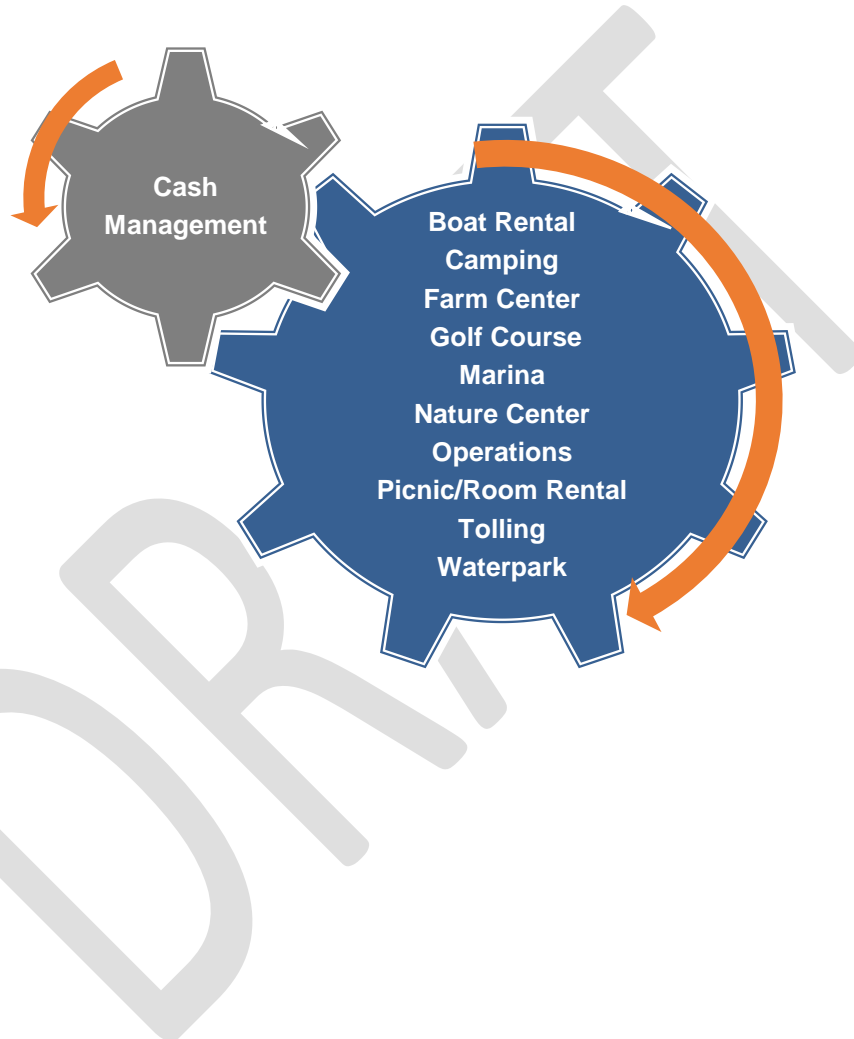 Cash
Management
Boat Rental
Camping
Farm Center
Golf Course
Marina
Nature Center
Operations
Picnic/Room Rental
Tolling
Waterpark
DRAFT